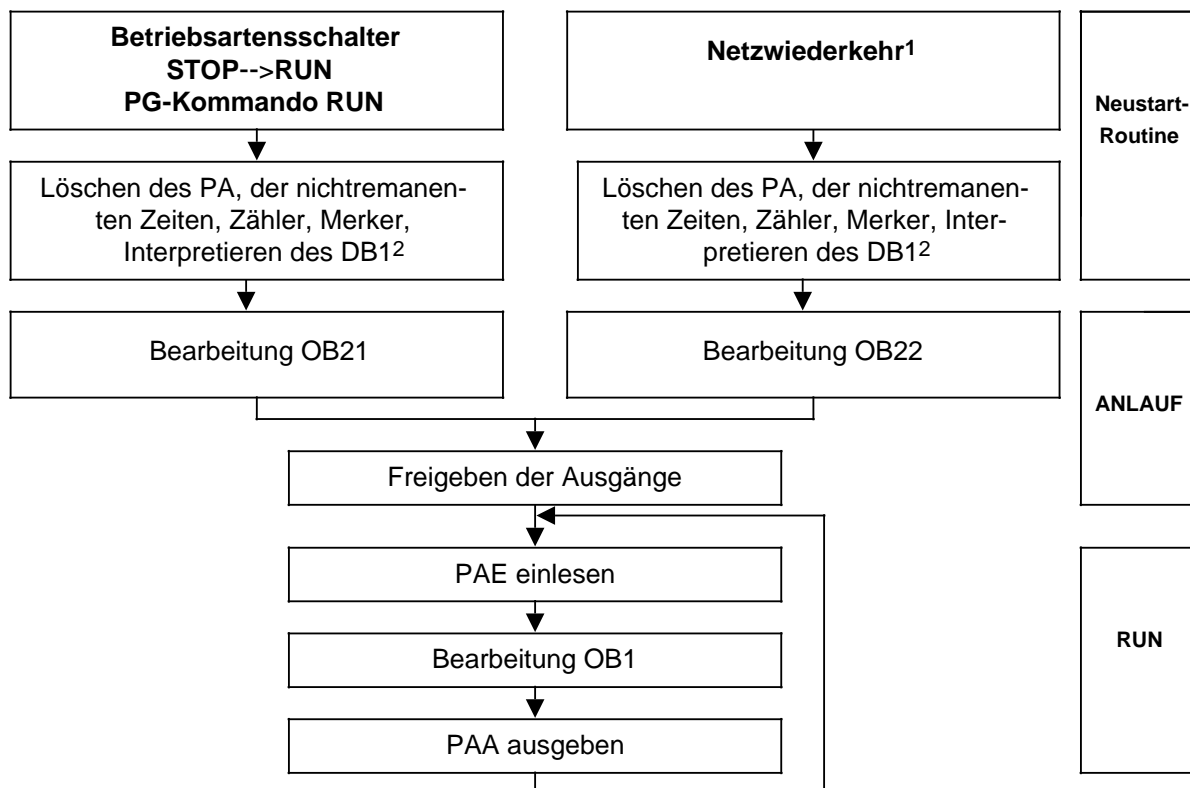 Betriebsartensschalter
STOP-->RUN
PG-Kommando RUN
Netzwiederkehr1
Neustart-
Routine
Löschen des PA, der nichtremanen-
ten Zeiten, Zähler, Merker,
Interpretieren des DB12
Löschen des PA, der nichtremanen-
ten Zeiten, Zähler, Merker, Inter-
pretieren des DB12
Bearbeitung OB21
Bearbeitung OB22
ANLAUF
Freigeben der Ausgänge
PAE einlesen
Bearbeitung OB1
RUN
PAA ausgeben